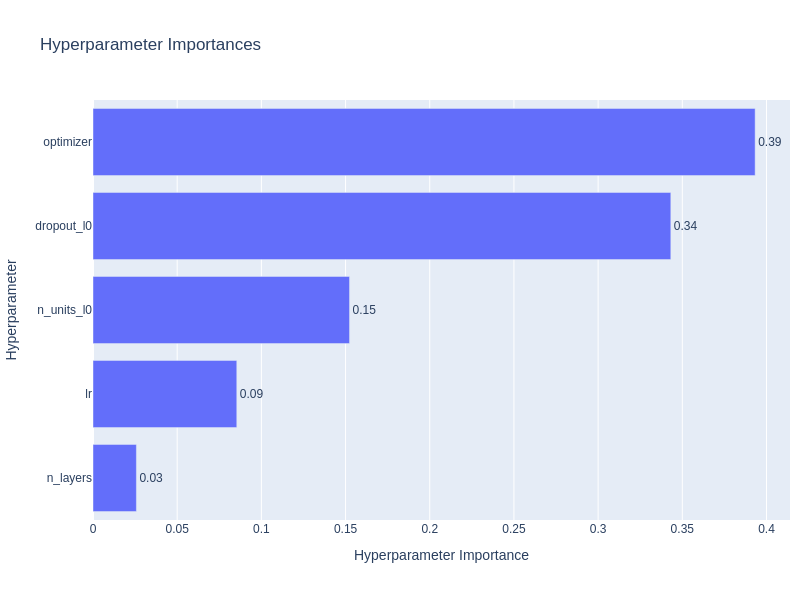 Hyperparameter Importances
optimizer 0.39
dropout_l0 0.34
n_units_l0 0.15
lr 0.09
n_layers 0.03
Hyperparameter
0 0.05 0.1 0.15 0.2 0.25 0.3 0.35 0.4
Hyperparameter Importance